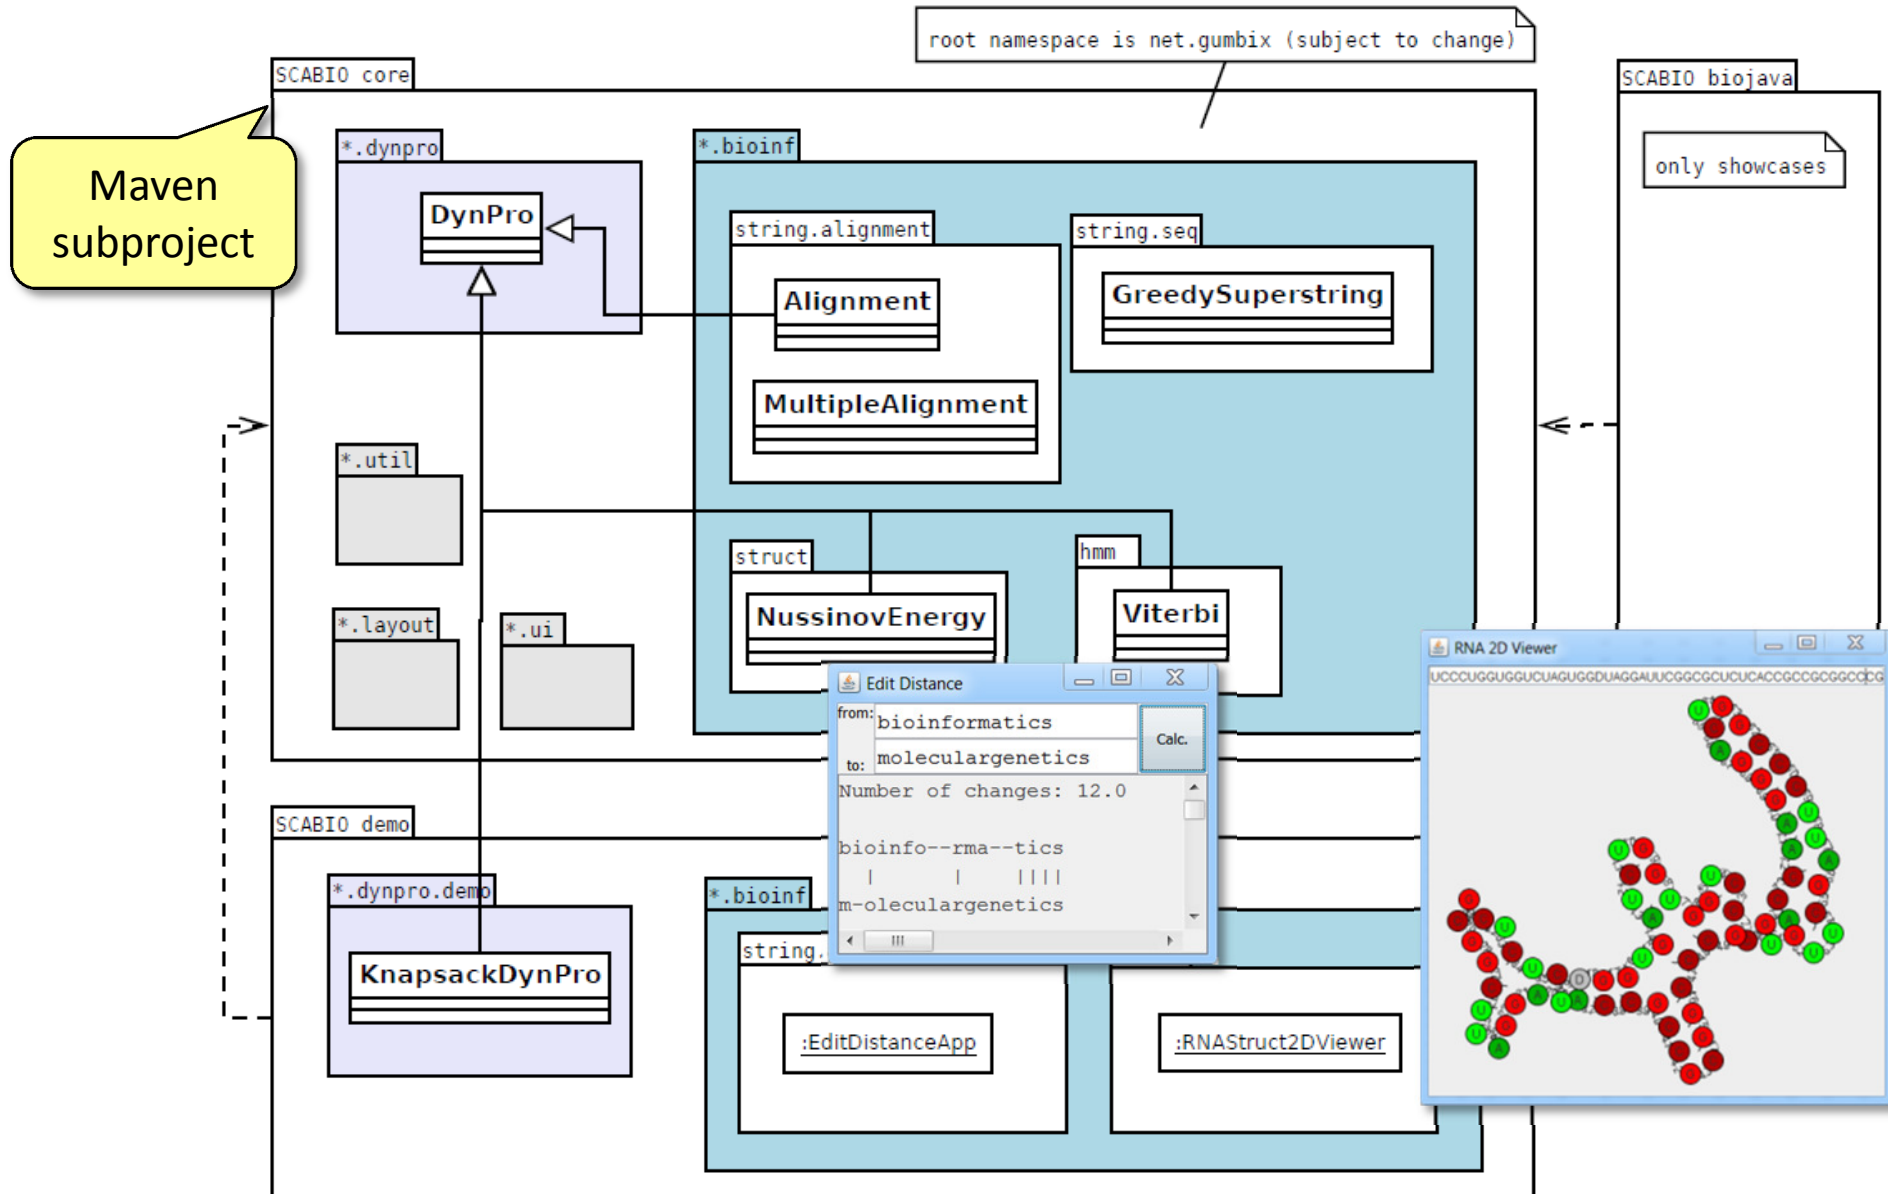 root namespace is net.gumbix (subject to change)
SCABIO core
SCABIO biojava
Maven
subproject
*.dynpro
*.bioinf
only showcases
DynPro
string.alignment
string.seq
Alignment
GreedySuperstring
MultipleAlignment
*.util
struct
hmm
NussinovEnergy
Viterbi
*.layout
*.ui
RNA 2D Viewer
Edit Distance
from:
bioinformatics
Calc.
to:
moleculargenetics
Number of changes: 12.0
bioinfo--rma--tics
| | ||||
m-oleculargenetics
SCABIO demo
*.dynpro.demo
*.bioinf
KnapsackDynPro
string.
:EditDistanceApp
:RNAStruct2DViewer
UCCCUGGUGGUCUAGUGGDUAGGAUUCGGCGCUCUCACCGCCGCGGCCCG